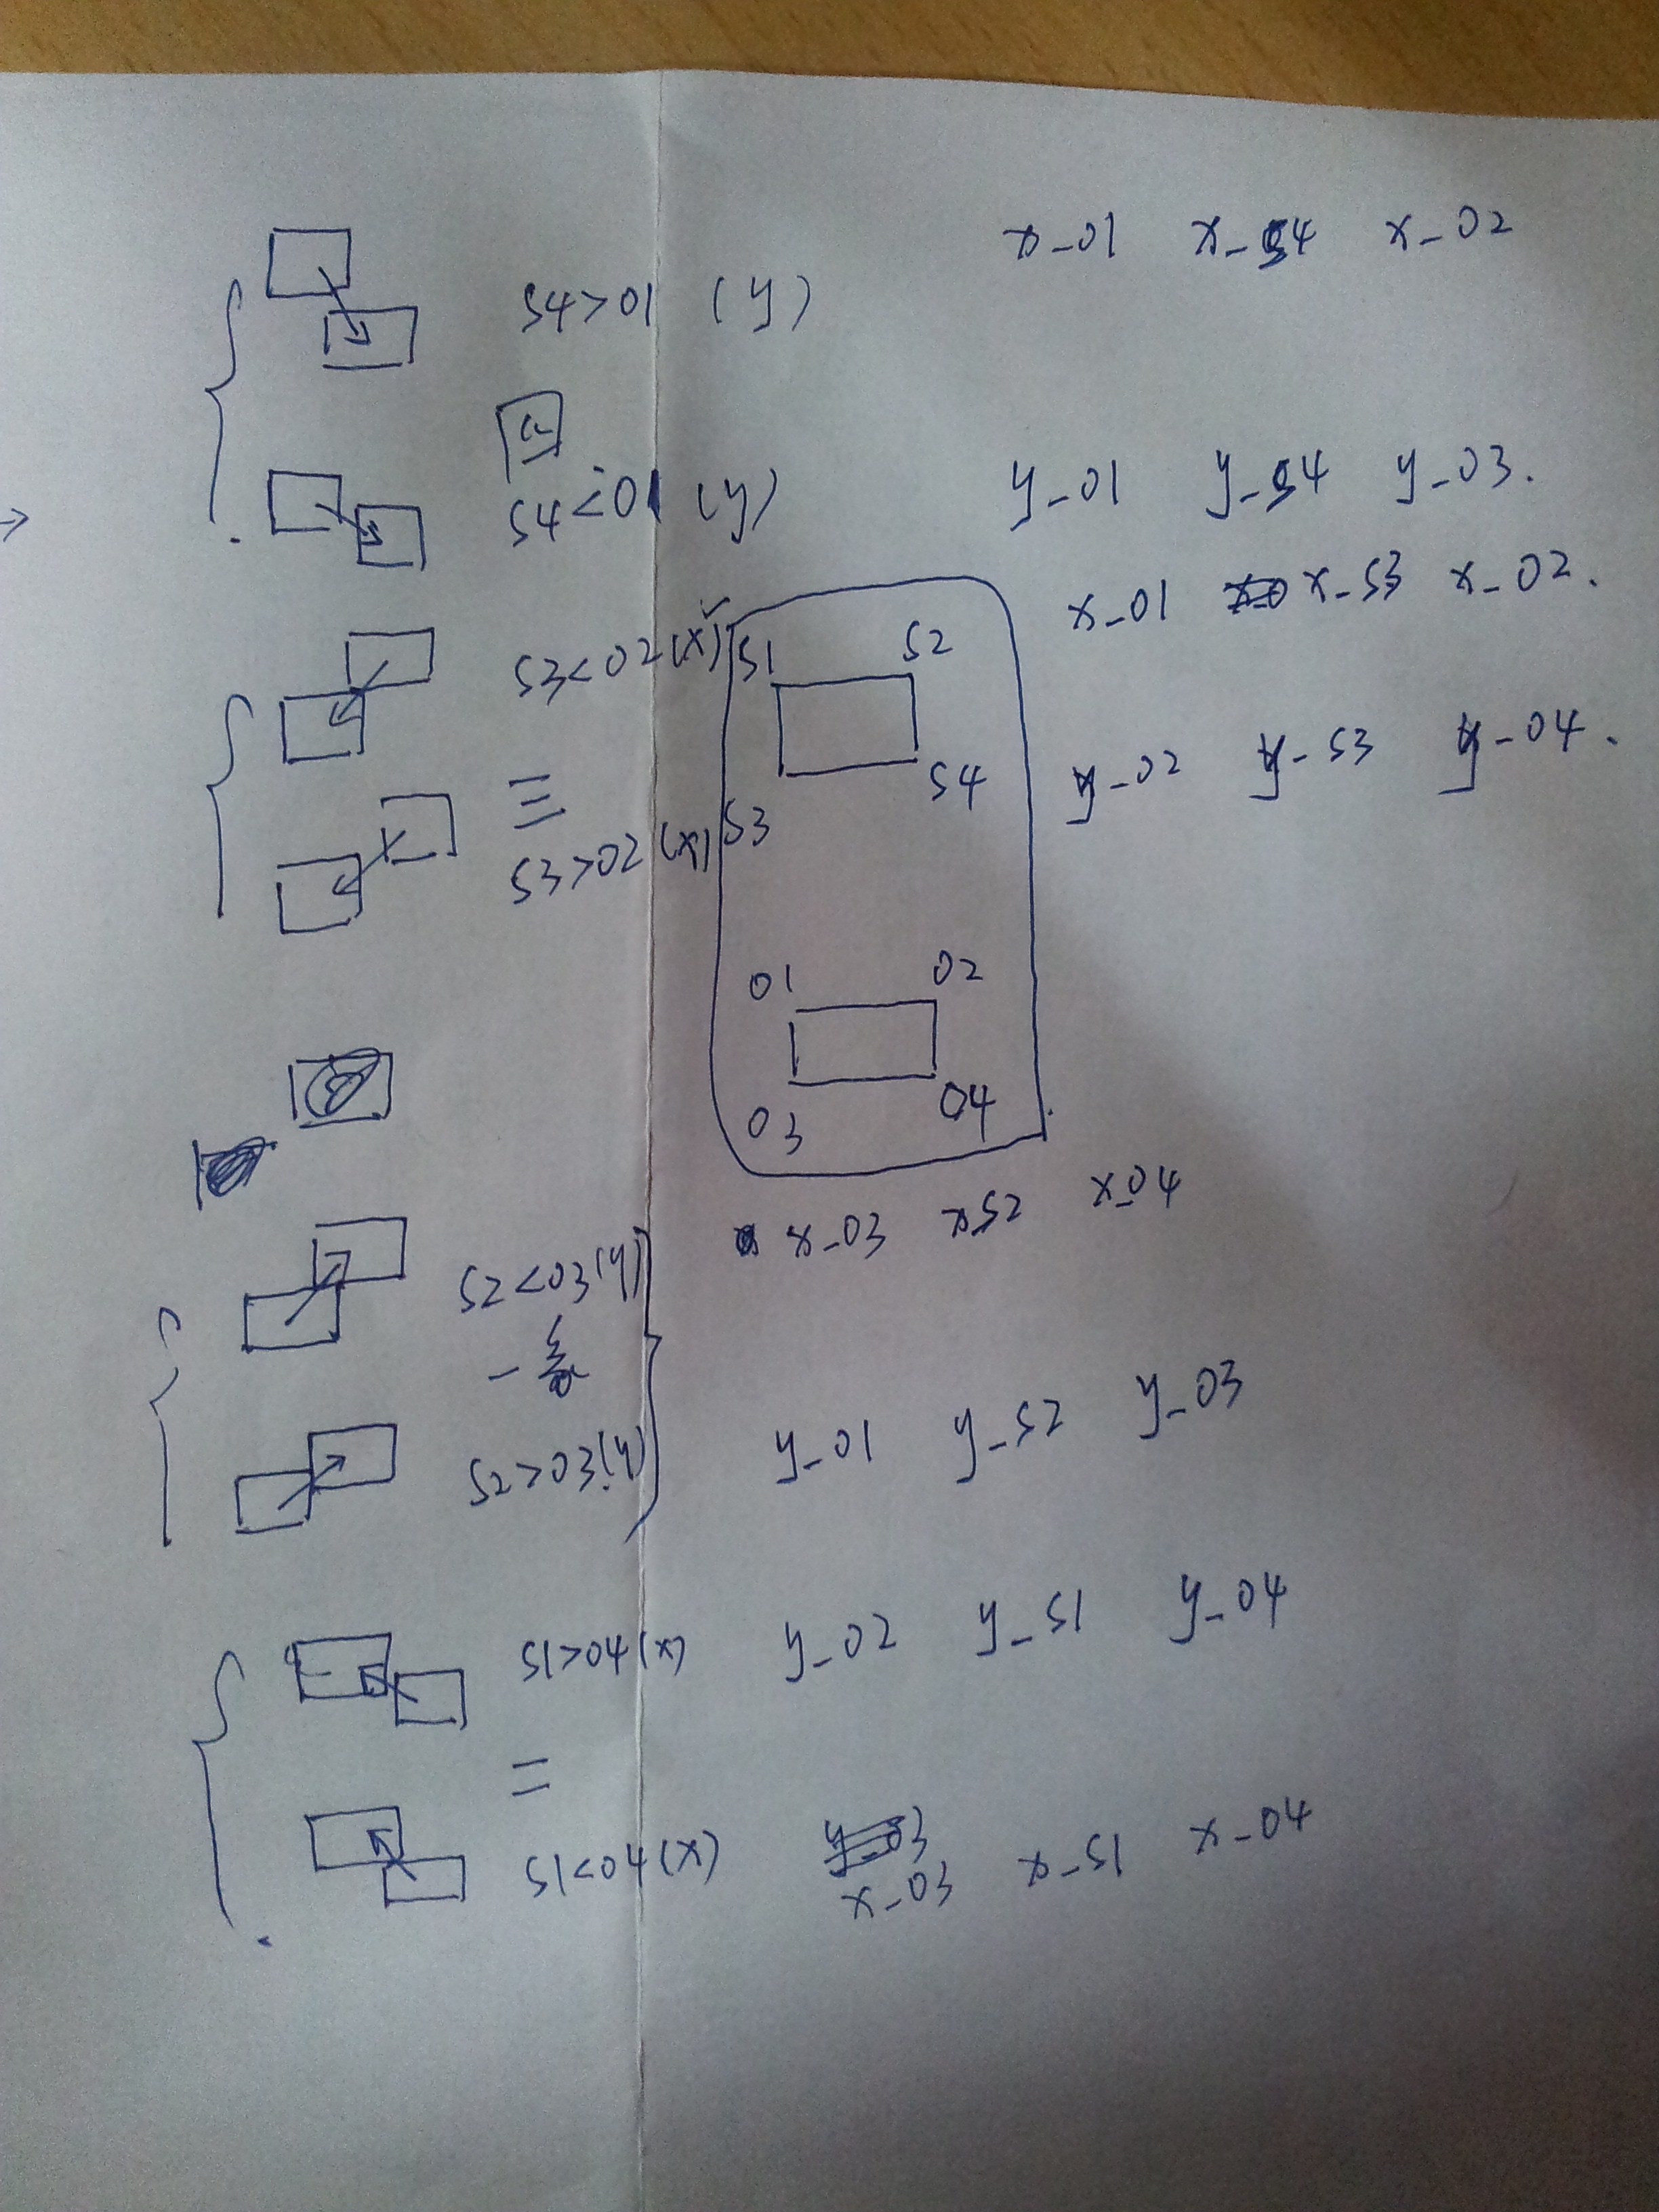 x_01 x_S4 x_02
S4>01 (y)
四
S4<01 (y)
y_01 y_S4 y_03.
x_01 x_S3 x_02.
S3<02(x)
S1 S2
S3 S4
y_02 y_S3 y_04.
三
S3>02(x)
01 02
03 04
x_03 x_S2 x_04
S2<03(y)
一象
S2>03(y)
y_01 y_S2 y_03
S1>04(x) y_02 y_S1 y_04
二
S1<04(x) x_03 x_S1 x_04